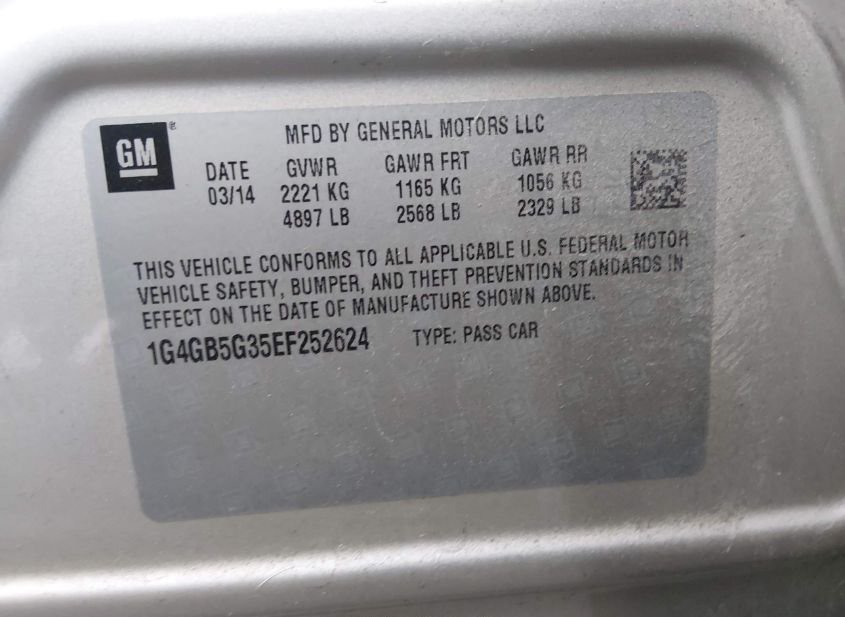 GM®
MFD BY GENERAL MOTORS LLC
DATE GVWR GAWR FRT GAWR RR
03/14 2221 KG 1165 KG 1056 KG
4897 LB 2568 LB 2329 LB
THIS VEHICLE CONFORMS TO ALL APPLICABLE U.S. FEDERAL MOTOR
VEHICLE SAFETY, BUMPER, AND THEFT PREVENTION STANDARDS IN
EFFECT ON THE DATE OF MANUFACTURE SHOWN ABOVE.
1G4GB5G35EF252624 TYPE: PASS CAR